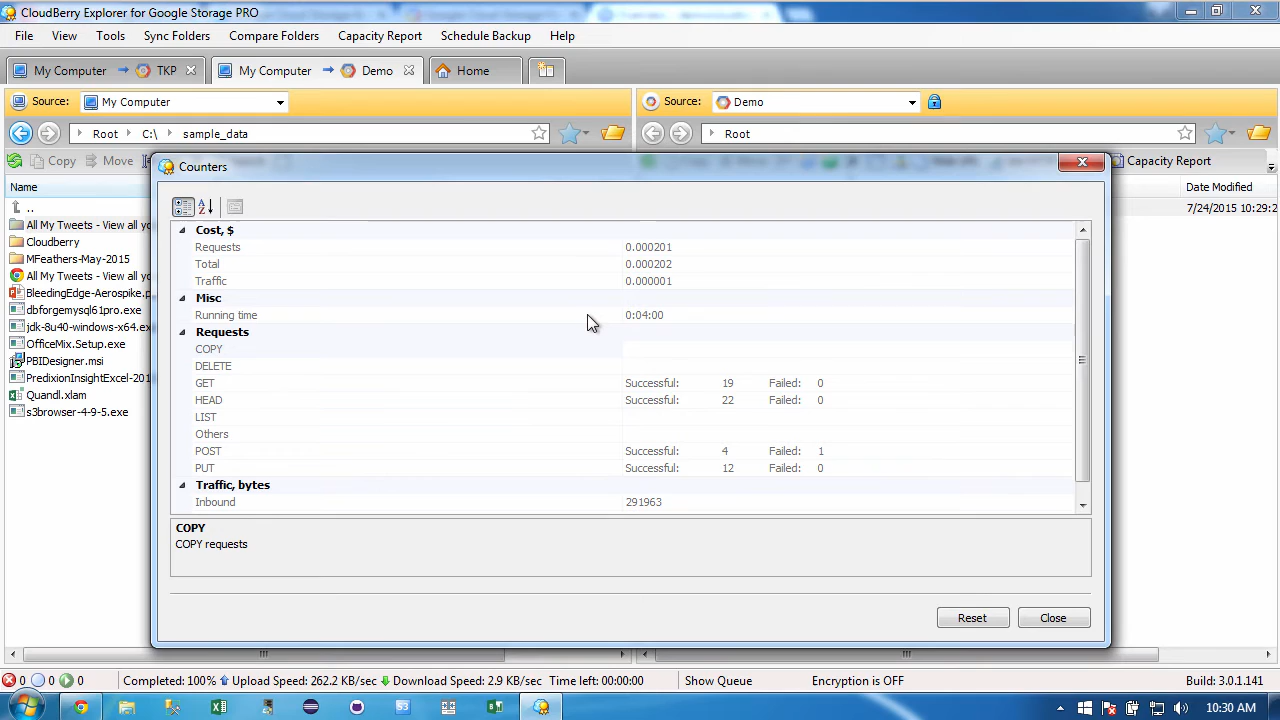 CloudBerry Explorer for Google Storage PRO
File View Tools Sync Folders Compare Folders Capacity Report Schedule Backup Help
My Computer TKP My Computer Demo Home
Source: My Computer Source: Demo
Root C:\ sample_data Root
Copy Move Capacity Report
Counters
Name Date Modified
.. 7/24/2015 10:29:2
All My Tweets - View all yo
Cloudberry
MFeathers-May-2015
All My Tweets - View all yo
BleedingEdge-Aerospike.p
dbforgemysql61pro.exe
jdk-8u40-windows-x64.ex
OfficeMix.Setup.exe
PBIDesigner.msi
PredixionInsightExcel-201
Quandl.xlam
s3browser-4-9-5.exe
Cost, $
Requests 0.000201
Total 0.000202
Traffic 0.000001
Misc
Running time 0:04:00
Requests
COPY
DELETE
GET Successful: 19 Failed: 0
HEAD Successful: 22 Failed: 0
LIST
Others
POST Successful: 4 Failed: 1
PUT Successful: 12 Failed: 0
Traffic, bytes
Inbound 291963
COPY
COPY requests
Reset Close
0 0 0 Completed: 100% Upload Speed: 262.2 KB/sec Download Speed: 2.9 KB/sec Time left: 00:00:00 Show Queue Encryption is OFF Build: 3.0.1.141
10:30 AM